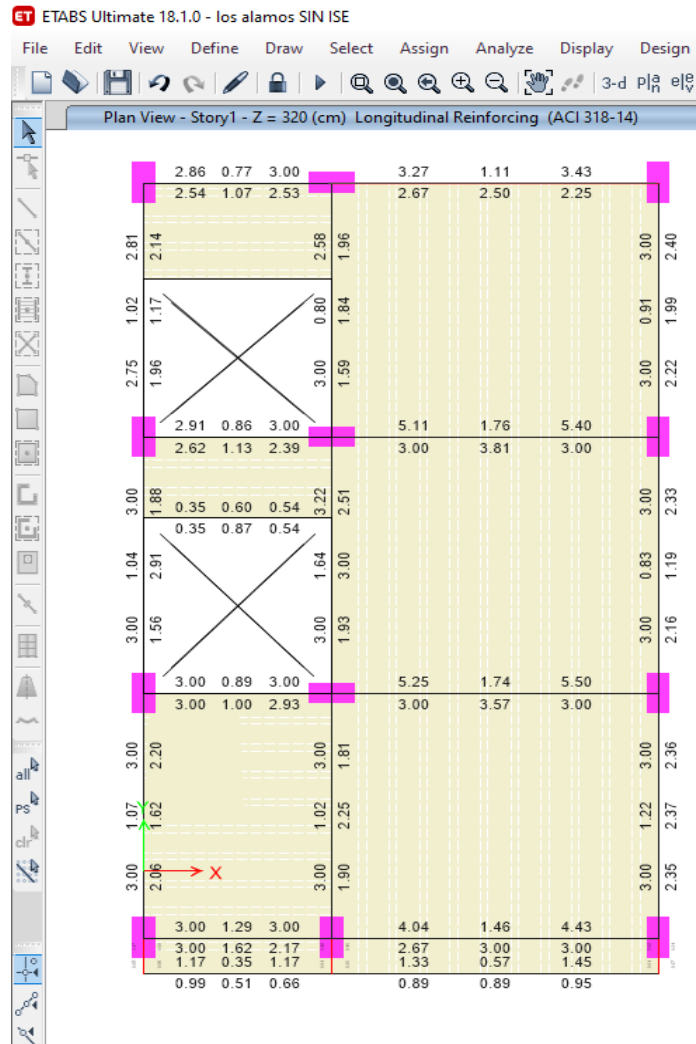 ETABS Ultimate 18.1.0 - los alamos SIN ISE
File Edit View Define Draw Select Assign Analyze Display Design
3-d
Plan View - Story1 - Z = 320 (cm) Longitudinal Reinforcing (ACI 318-14)
2.86 0.77 3.00 3.27 1.11 3.43
2.54 1.07 2.53 2.67 2.50 2.25
2.81 2.14 2.58 1.96 3.00 2.40
1.02 1.17 0.80 1.84 0.91 1.99
2.75 1.96 3.00 1.59 3.00 2.22
2.91 0.86 3.00 5.11 1.76 5.40
2.62 1.13 2.39 3.00 3.81 3.00
3.00 1.88 3.22 2.51 3.00 2.33
0.35 0.60 0.54
0.35 0.87 0.54
1.04 2.91 1.64 3.00 0.83 1.19
3.00 1.56 3.00 1.93 3.00 2.16
3.00 0.89 3.00 5.25 1.74 5.50
3.00 1.00 2.93 3.00 3.57 3.00
3.00 2.20 3.00 1.81 3.00 2.36
all
PS
1.07 1.62 1.02 2.25 1.22 2.37
Y
clr
3.00 2.06 X 3.00 1.90 3.00 2.35
3.00 1.29 3.00 4.04 1.46 4.43
3.00 1.62 2.17 2.67 3.00 3.00
1.17 0.35 1.17 1.33 0.57 1.45
0.99 0.51 0.66 0.89 0.89 0.95